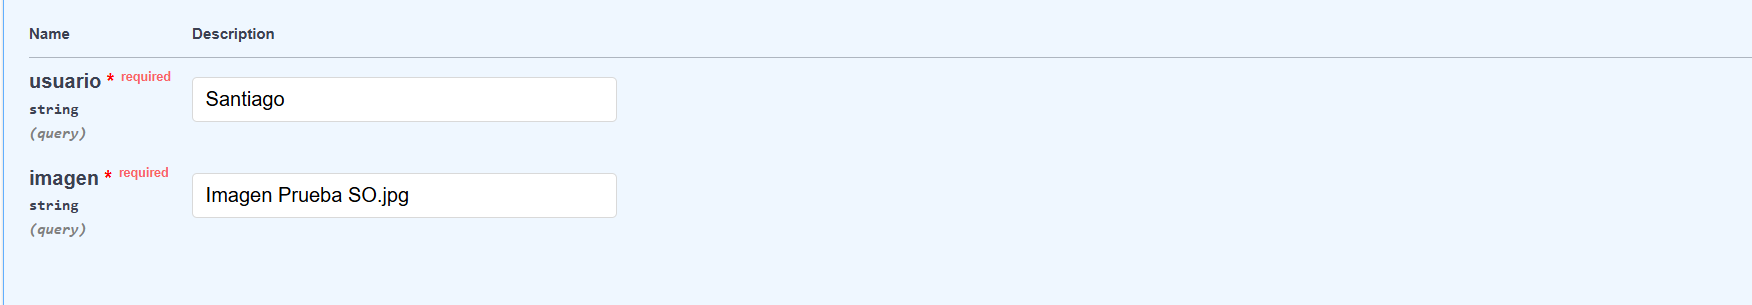 Name Description
usuario * required
string
(query)
Santiago
imagen * required
string
(query)
Imagen Prueba SO.jpg